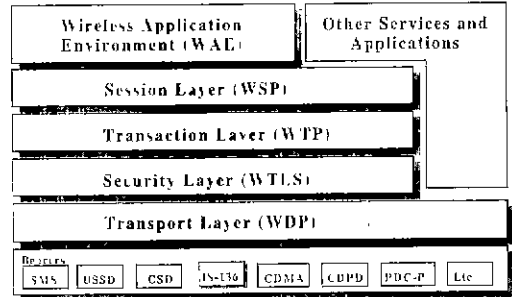 Wireless Application
Environment (WAE)
Other Services and
Applications
Session Layer (WSP)
Transaction Layer (WTP)
Security Layer (WTLS)
Transport Layer (WDP)
Bearers
SMS USSD CSD IS-136 CDMA CDPD PDC-P Etc